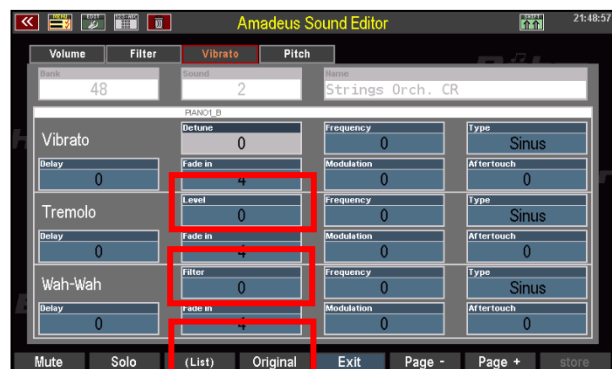 MENU EDIT Amadeus Sound Editor SHIFT 21:48:57
Volume Filter Vibrato Pitch
Bank Sound Name
48 2 Strings Orch. CR
PIANO1_B
Vibrato
Detune Frequency Type
0 0 Sinus
Delay Fade in Modulation Aftertouch
0 4 0 0
Tremolo
Level Frequency Type
0 0 Sinus
Delay Fade in Modulation Aftertouch
0 4 0 0
Wah-Wah
Filter Frequency Type
0 0 Sinus
Delay Fade in Modulation Aftertouch
0 4 0 0
Mute Solo (List) Original Exit Page - Page + store